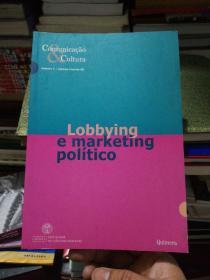 Comunicação
& Cultura
Lobbying
e marketing
político
Quimera